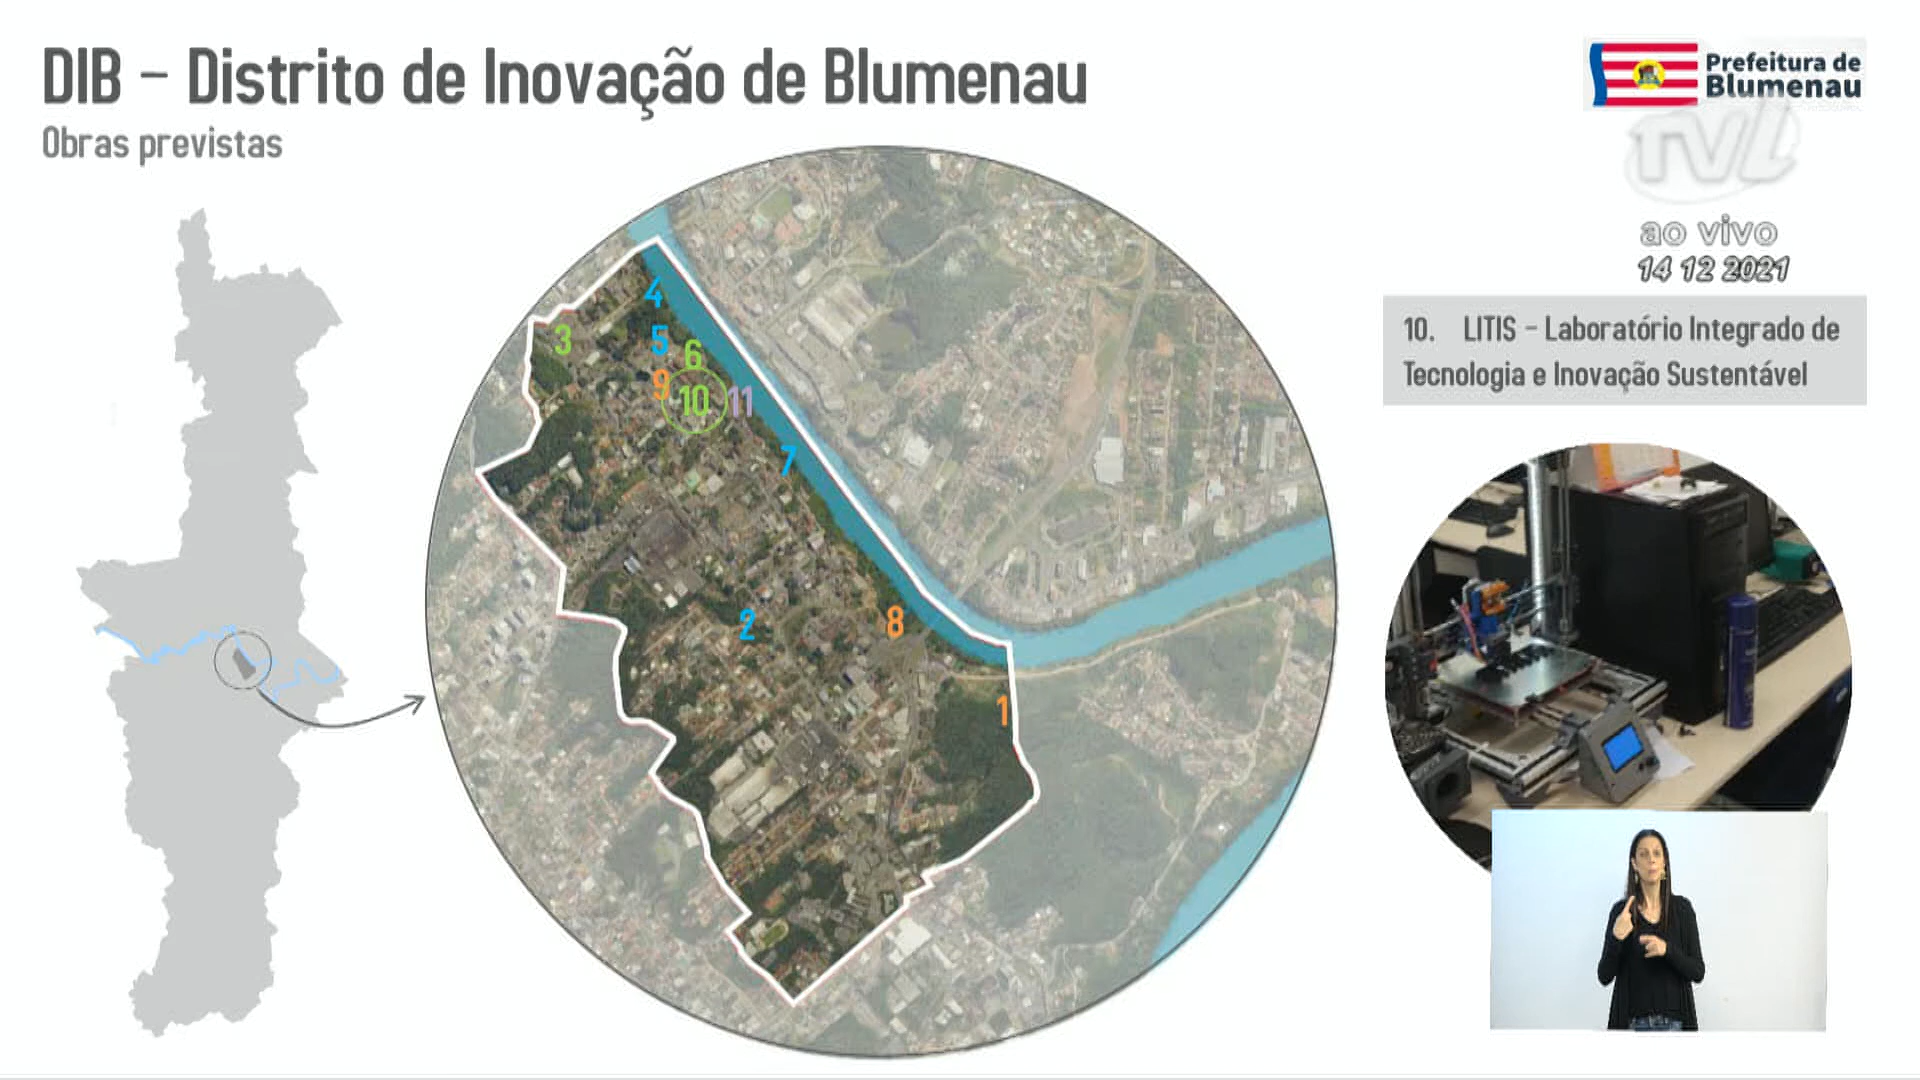 DIB – Distrito de Inovação de Blumenau
Obras previstas
Prefeitura de
Blumenau
TVL
ao vivo
14 12 2021
10. LITIS – Laboratório Integrado de
Tecnologia e Inovação Sustentável
4
3
5
6
9
10
11
7
2
8
1